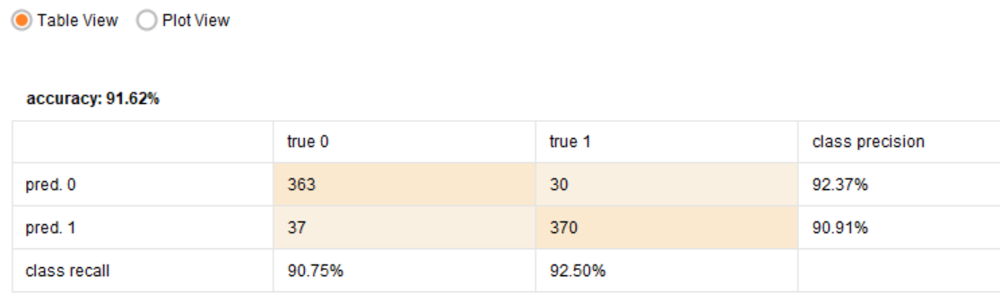 Table View Plot View
accuracy: 91.62%
true 0 true 1 class precision
pred. 0 363 30 92.37%
pred. 1 37 370 90.91%
class recall 90.75% 92.50%